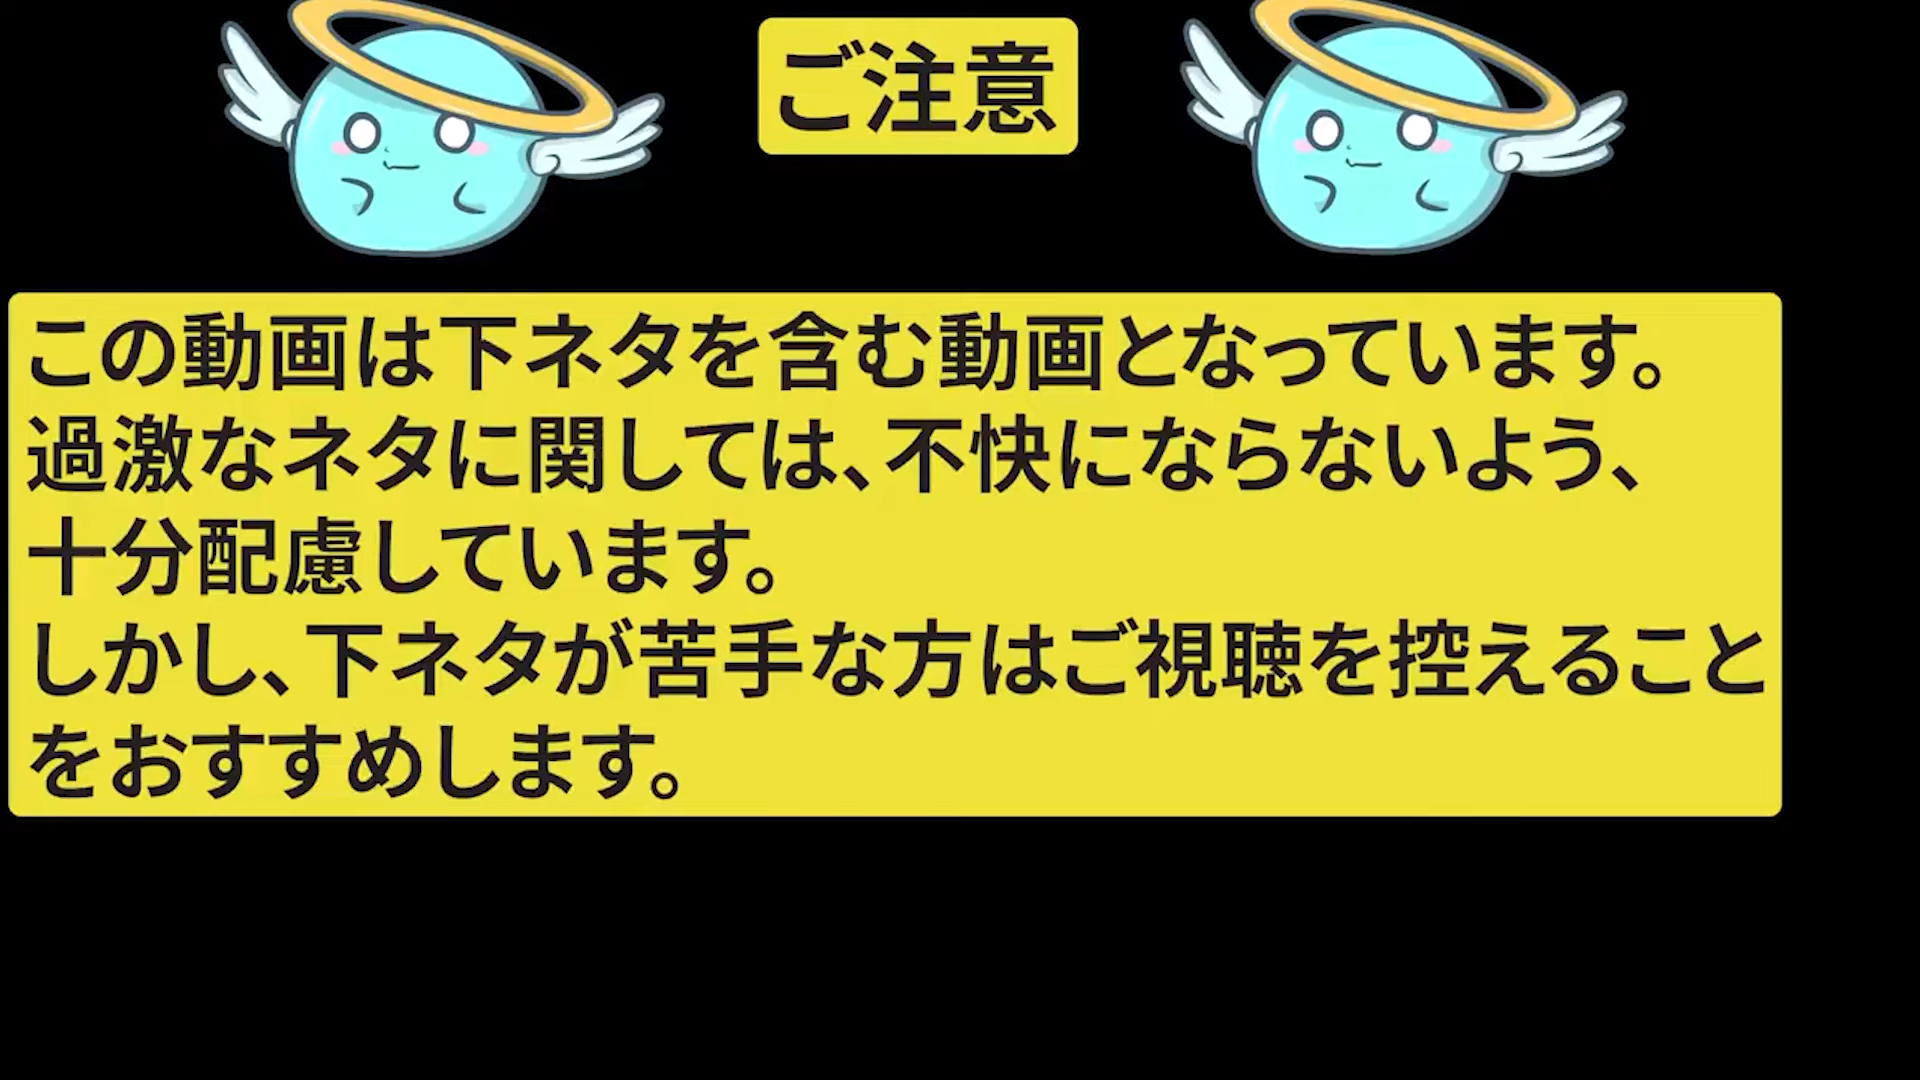 ご注意
この動画は下ネタを含む動画となっています。
過激なネタに関しては、不快にならないよう、
十分配慮しています。
しかし、下ネタが苦手な方はご視聴を控えること
をおすすめします。